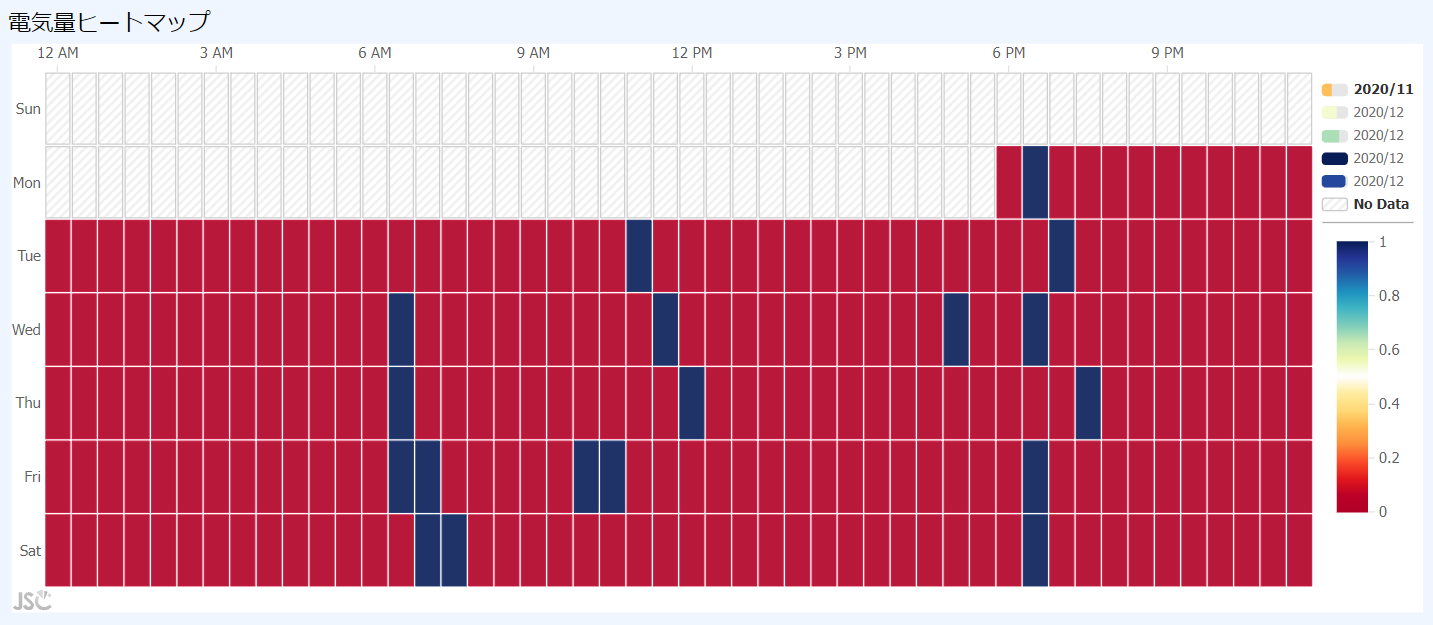 電気量ヒートマップ
12 AM 3 AM 6 AM 9 AM 12 PM 3 PM 6 PM 9 PM
Sun
Mon
Tue
Wed
Thu
Fri
Sat
2020/11
2020/12
2020/12
2020/12
2020/12
No Data
1
0.8
0.6
0.4
0.2
0
JSC